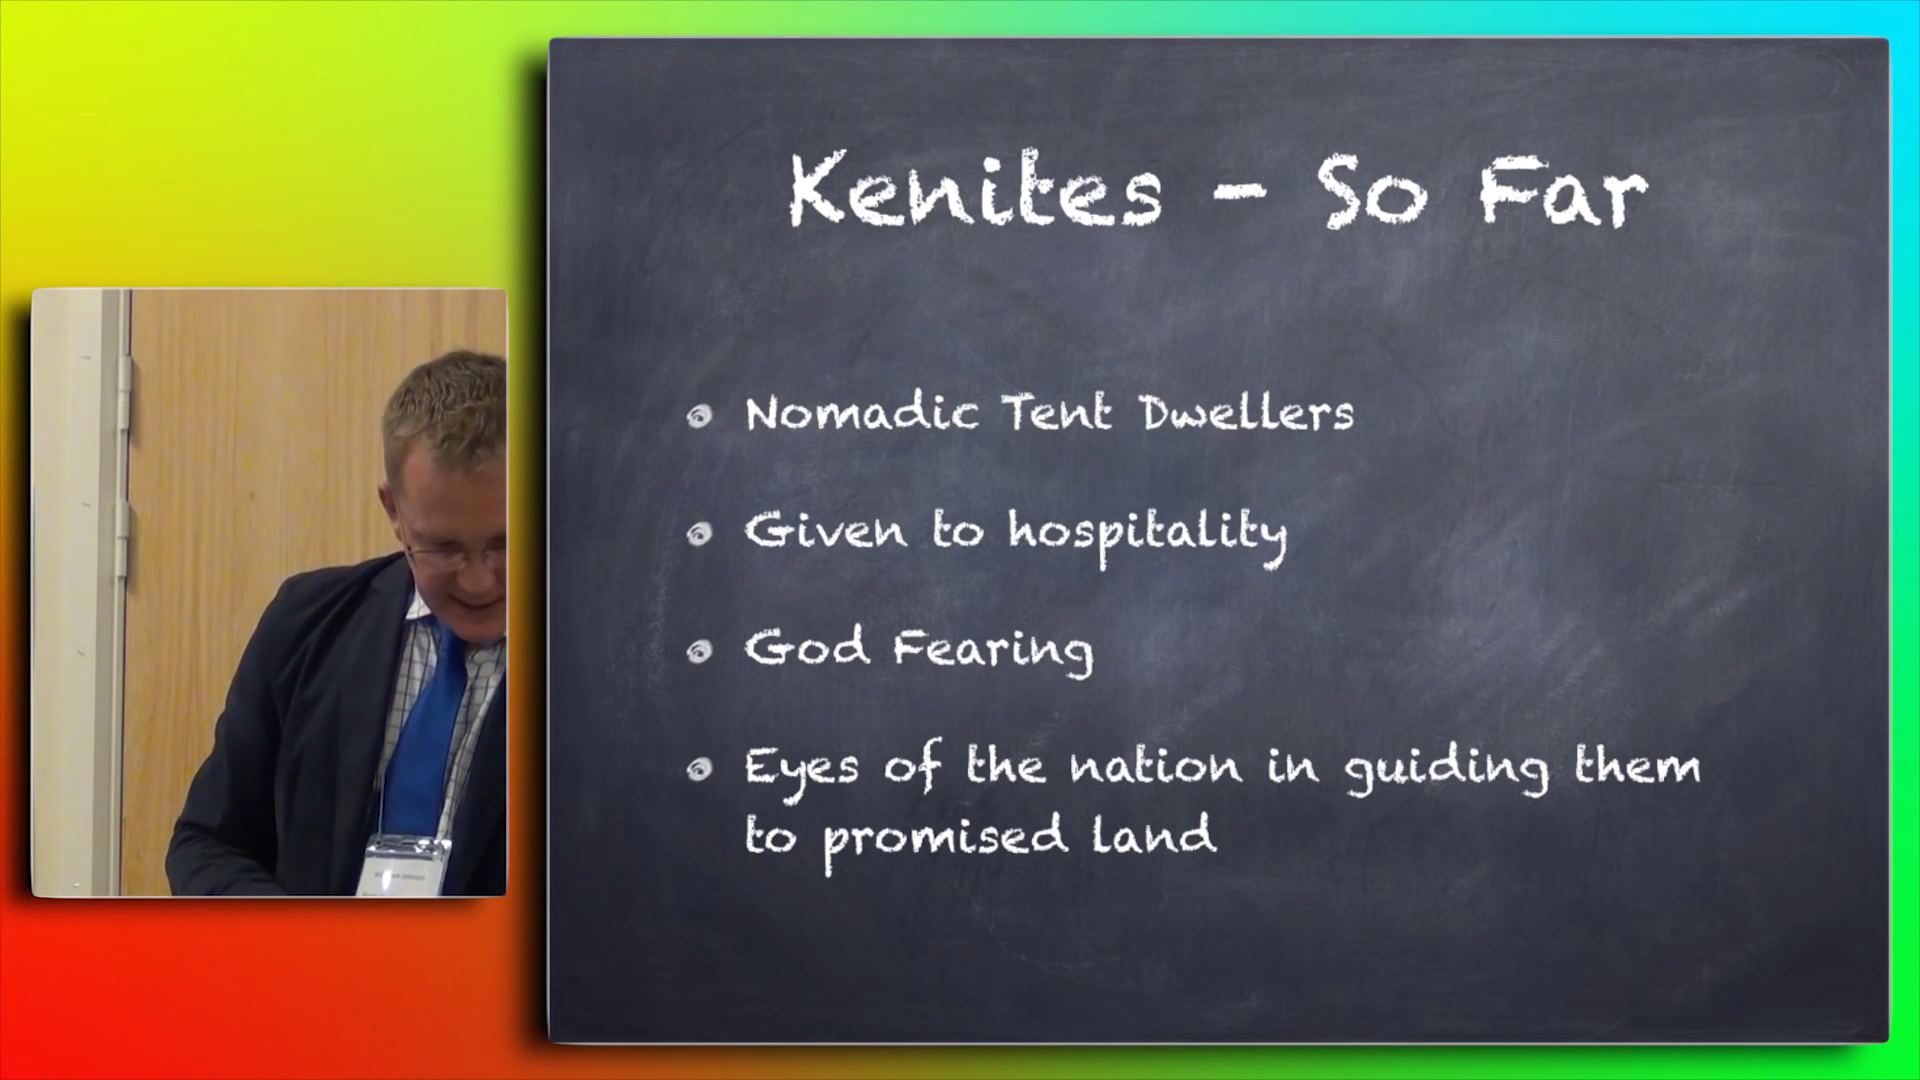 Kenites - So Far
Nomadic Tent Dwellers
Given to hospitality
God Fearing
Eyes of the nation in guiding them
to promised land